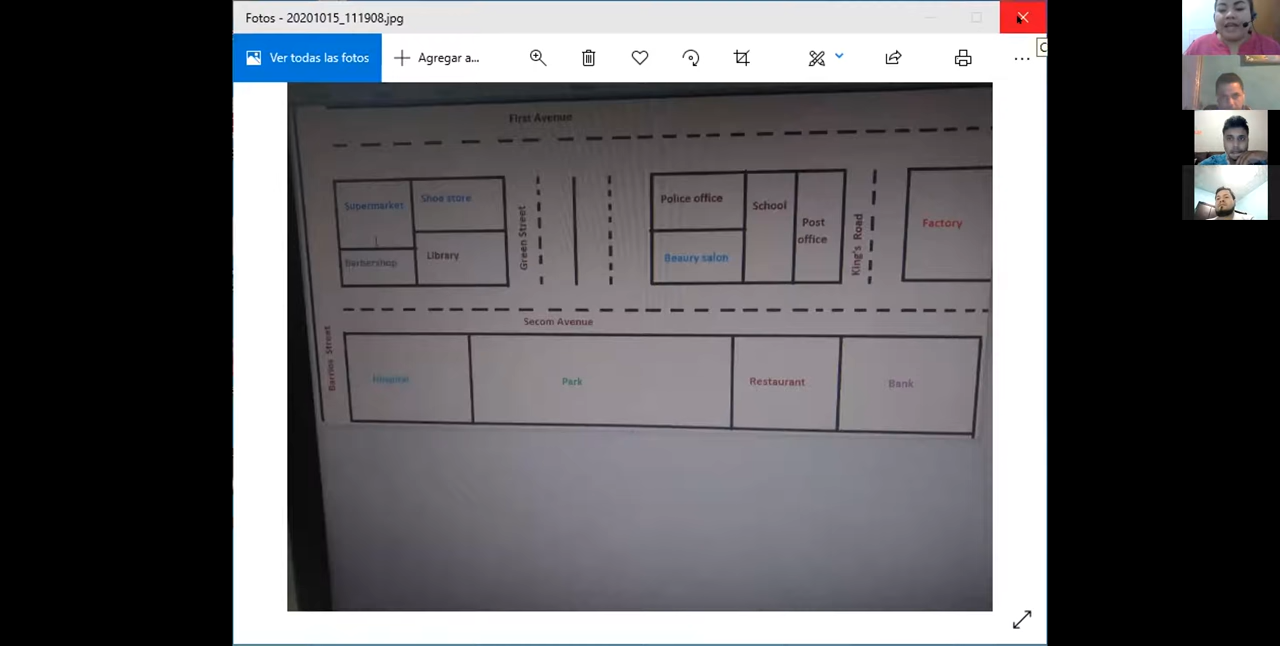 Fotos - 20201015_111908.jpg
Ver todas las fotos
Agregar a...
First Avenue
Supermarket
Shoe store
Barbershop
Library
Green Street
Police office
Beaury salon
School
Post
office
King's Road
Factory
Secom Avenue
Barrios Street
Hospital
Park
Restaurant
Bank